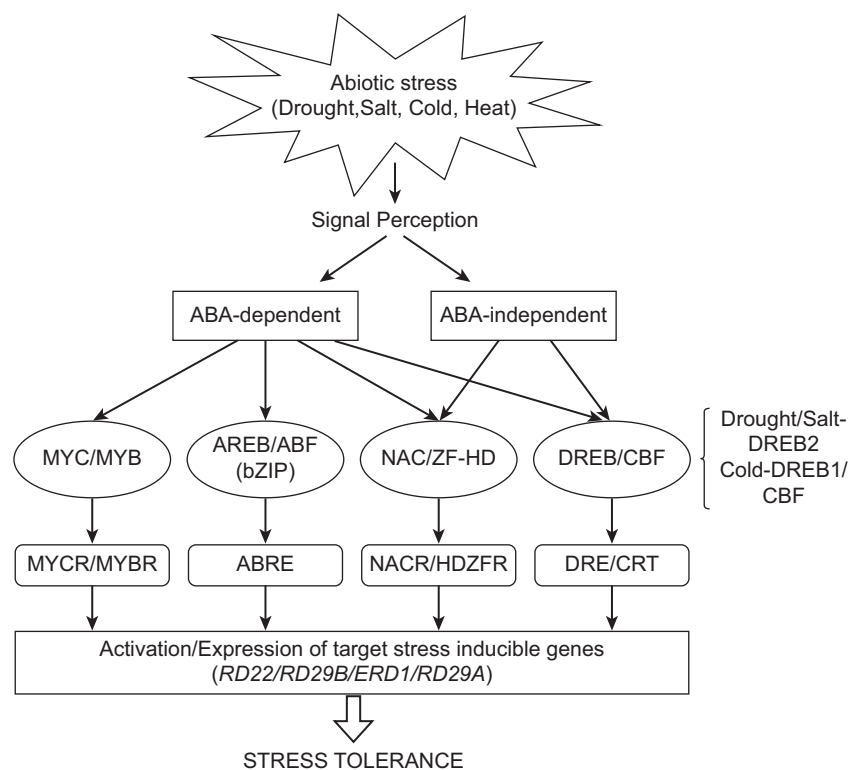 Abiotic stress
(Drought,Salt, Cold, Heat)
Signal Perception
ABA-dependent
ABA-independent
MYC/MYB
AREB/ABF
(bZIP)
NAC/ZF-HD
DREB/CBF
Drought/Salt-
DREB2
Cold-DREB1/
CBF
MYCR/MYBR
ABRE
NACR/HDZFR
DRE/CRT
Activation/Expression of target stress inducible genes
(RD22/RD29B/ERD1/RD29A)
STRESS TOLERANCE